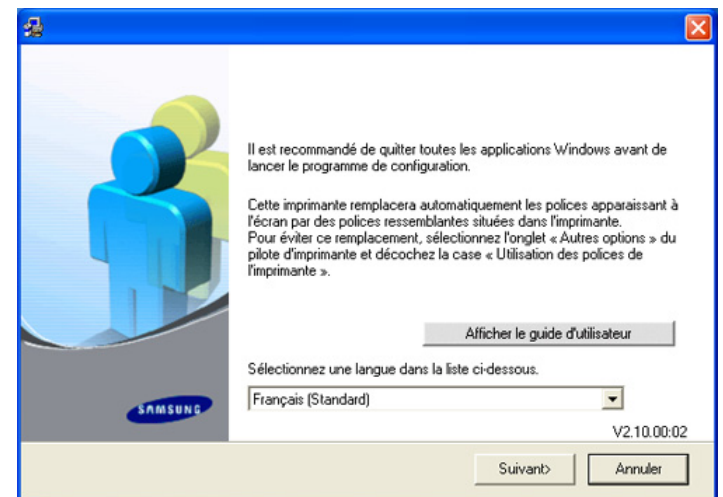 Il est recommandé de quitter toutes les applications Windows avant de
lancer le programme de configuration.
Cette imprimante remplacera automatiquement les polices apparaissant à
l'écran par des polices ressemblantes situées dans l'imprimante.
Pour éviter ce remplacement, sélectionnez l'onglet « Autres options » du
pilote d'imprimante et décochez la case « Utilisation des polices de
l'imprimante ».
Afficher le guide d'utilisateur
Sélectionnez une langue dans la liste ci-dessous.
SAMSUNG
Français (Standard)
V2.10.00:02
Suivant>
Annuler